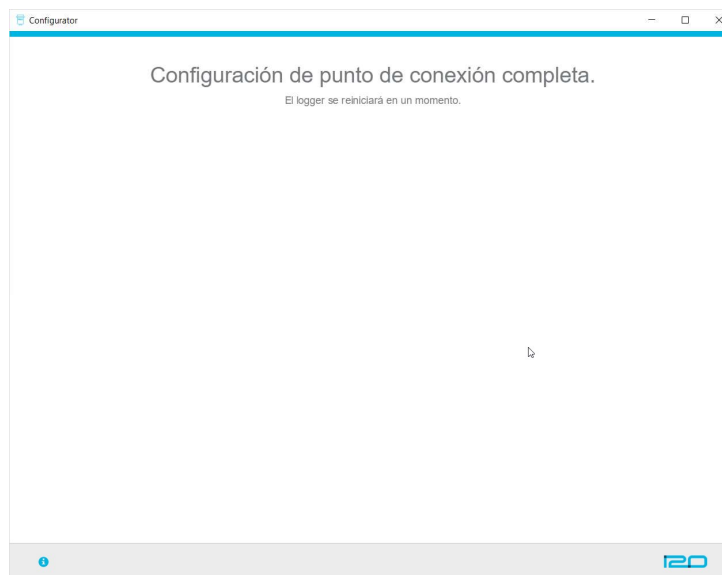 Configurator
Configuración de punto de conexión completa.
El logger se reiniciará en un momento.
i2O